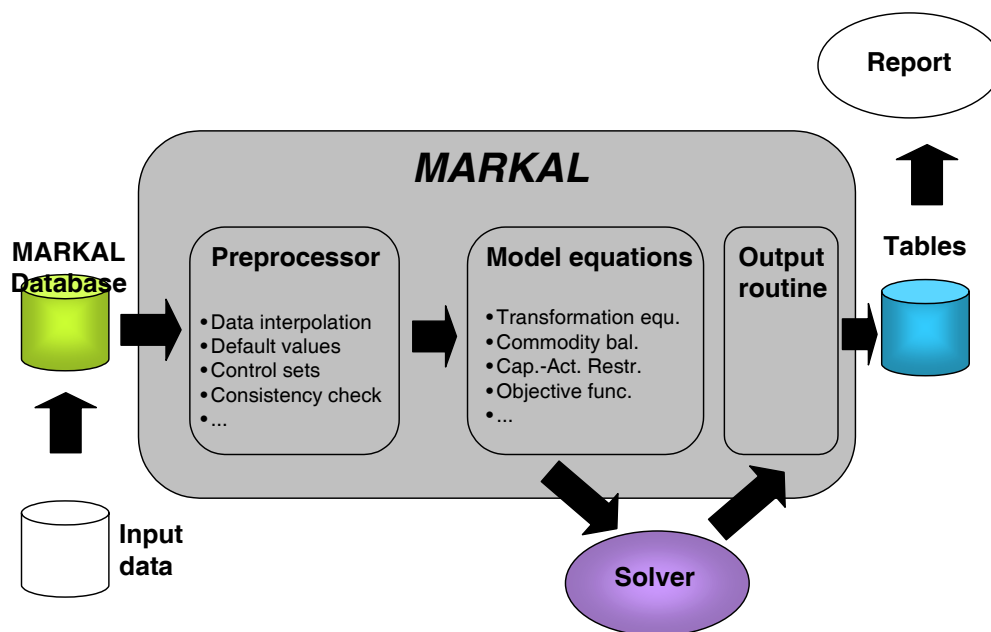 Report
MARKAL
MARKAL
Database
Preprocessor
•Data interpolation
•Default values
•Control sets
•Consistency check
•...
Model equations
•Transformation equ.
•Commodity bal.
•Cap.-Act. Restr.
•Objective func.
•...
Output
routine
Tables
Input
data
Solver